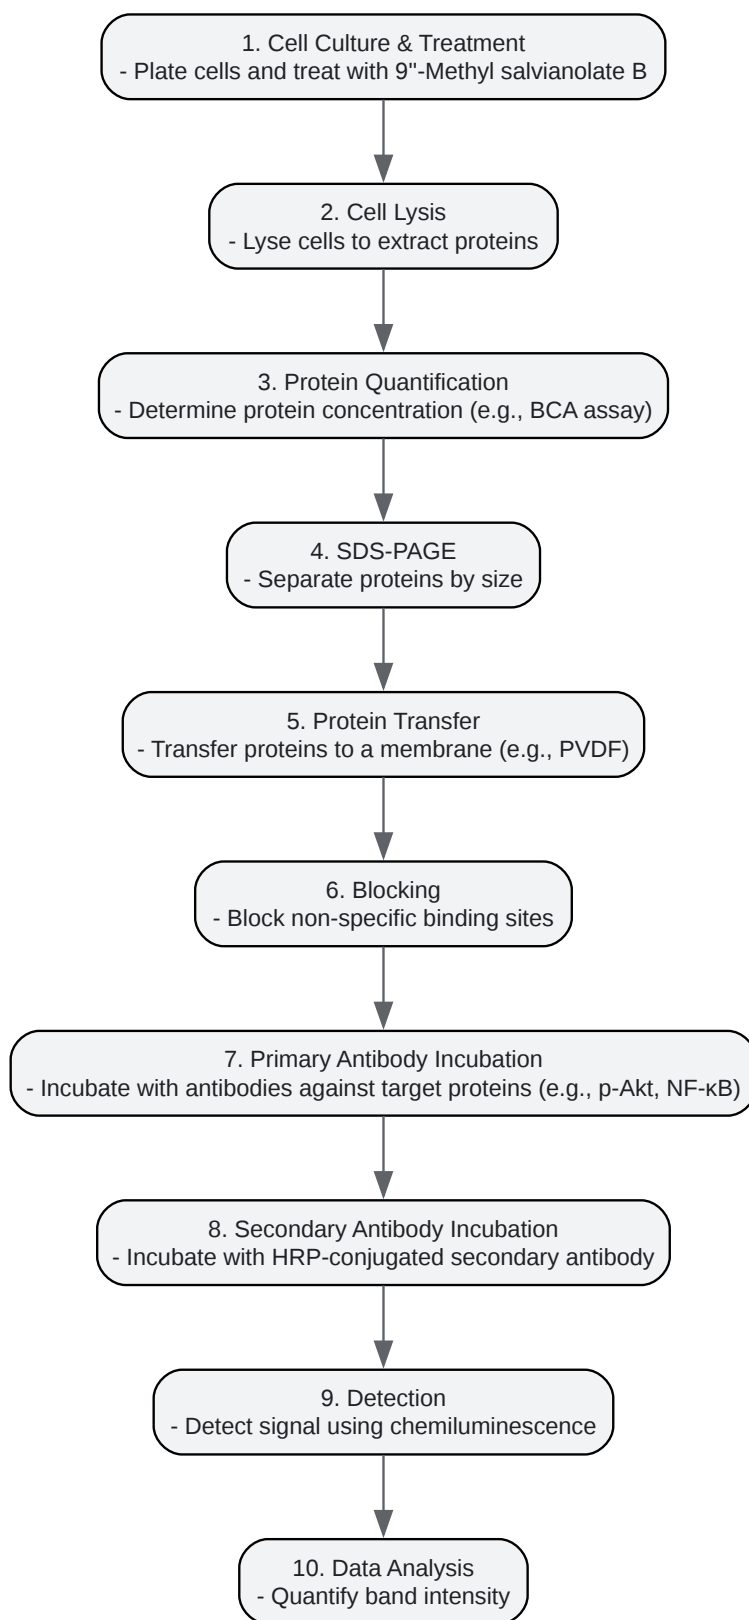 1. Cell Culture & Treatment
- Plate cells and treat with 9"-Methyl salvianolate B
2. Cell Lysis
- Lyse cells to extract proteins
3. Protein Quantification
- Determine protein concentration (e.g., BCA assay)
4. SDS-PAGE
- Separate proteins by size
5. Protein Transfer
- Transfer proteins to a membrane (e.g., PVDF)
6. Blocking
- Block non-specific binding sites
7. Primary Antibody Incubation
- Incubate with antibodies against target proteins (e.g., p-Akt, NF-κB)
8. Secondary Antibody Incubation
- Incubate with HRP-conjugated secondary antibody
9. Detection
- Detect signal using chemiluminescence
10. Data Analysis
- Quantify band intensity